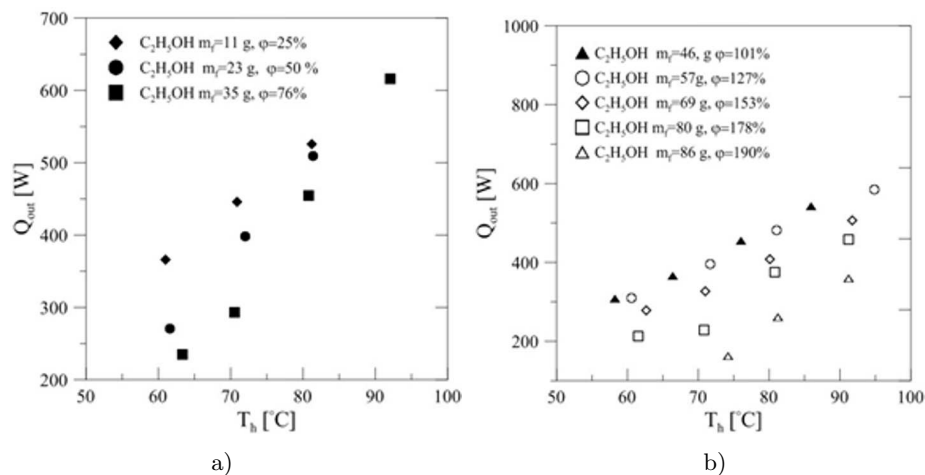 700
600
500
400
300
200
50
60
70
80
90
100
Q_out [W]
T_h [°C]
C₂H₅OH m_f=11 g, φ=25%
C₂H₅OH m_f=23 g, φ=50 %
C₂H₅OH m_f=35 g, φ=76%
a)
1000
800
600
400
200
50
60
70
80
90
100
Q_out [W]
T_h [°C]
C₂H₅OH m_f=46, g φ=101%
C₂H₅OH m_f=57g, φ=127%
C₂H₅OH m_f=69 g, φ=153%
C₂H₅OH m_f=80 g, φ=178%
C₂H₅OH m_f=86 g, φ=190%
b)